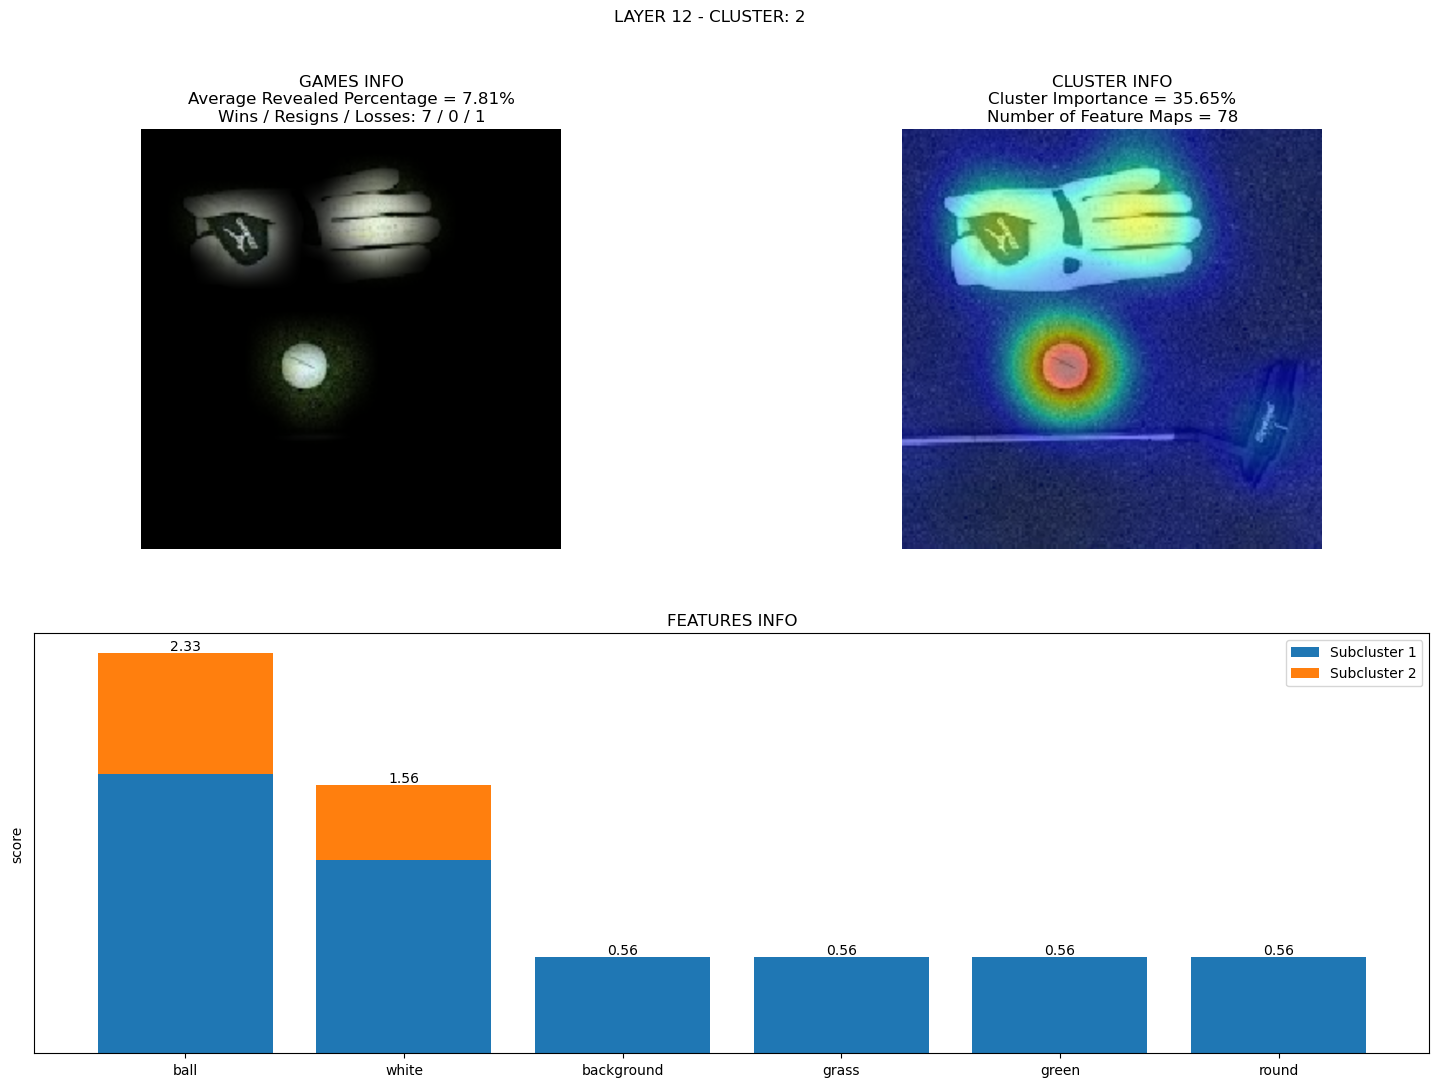 LAYER 12 - CLUSTER: 2
GAMES INFO
Average Revealed Percentage = 7.81%
Wins / Resigns / Losses: 7 / 0 / 1
CLUSTER INFO
Cluster Importance = 35.65%
Number of Feature Maps = 78
FEATURES INFO
score
2.33
1.56
0.56
0.56
0.56
0.56
Subcluster 1
Subcluster 2
ball
white
background
grass
green
round